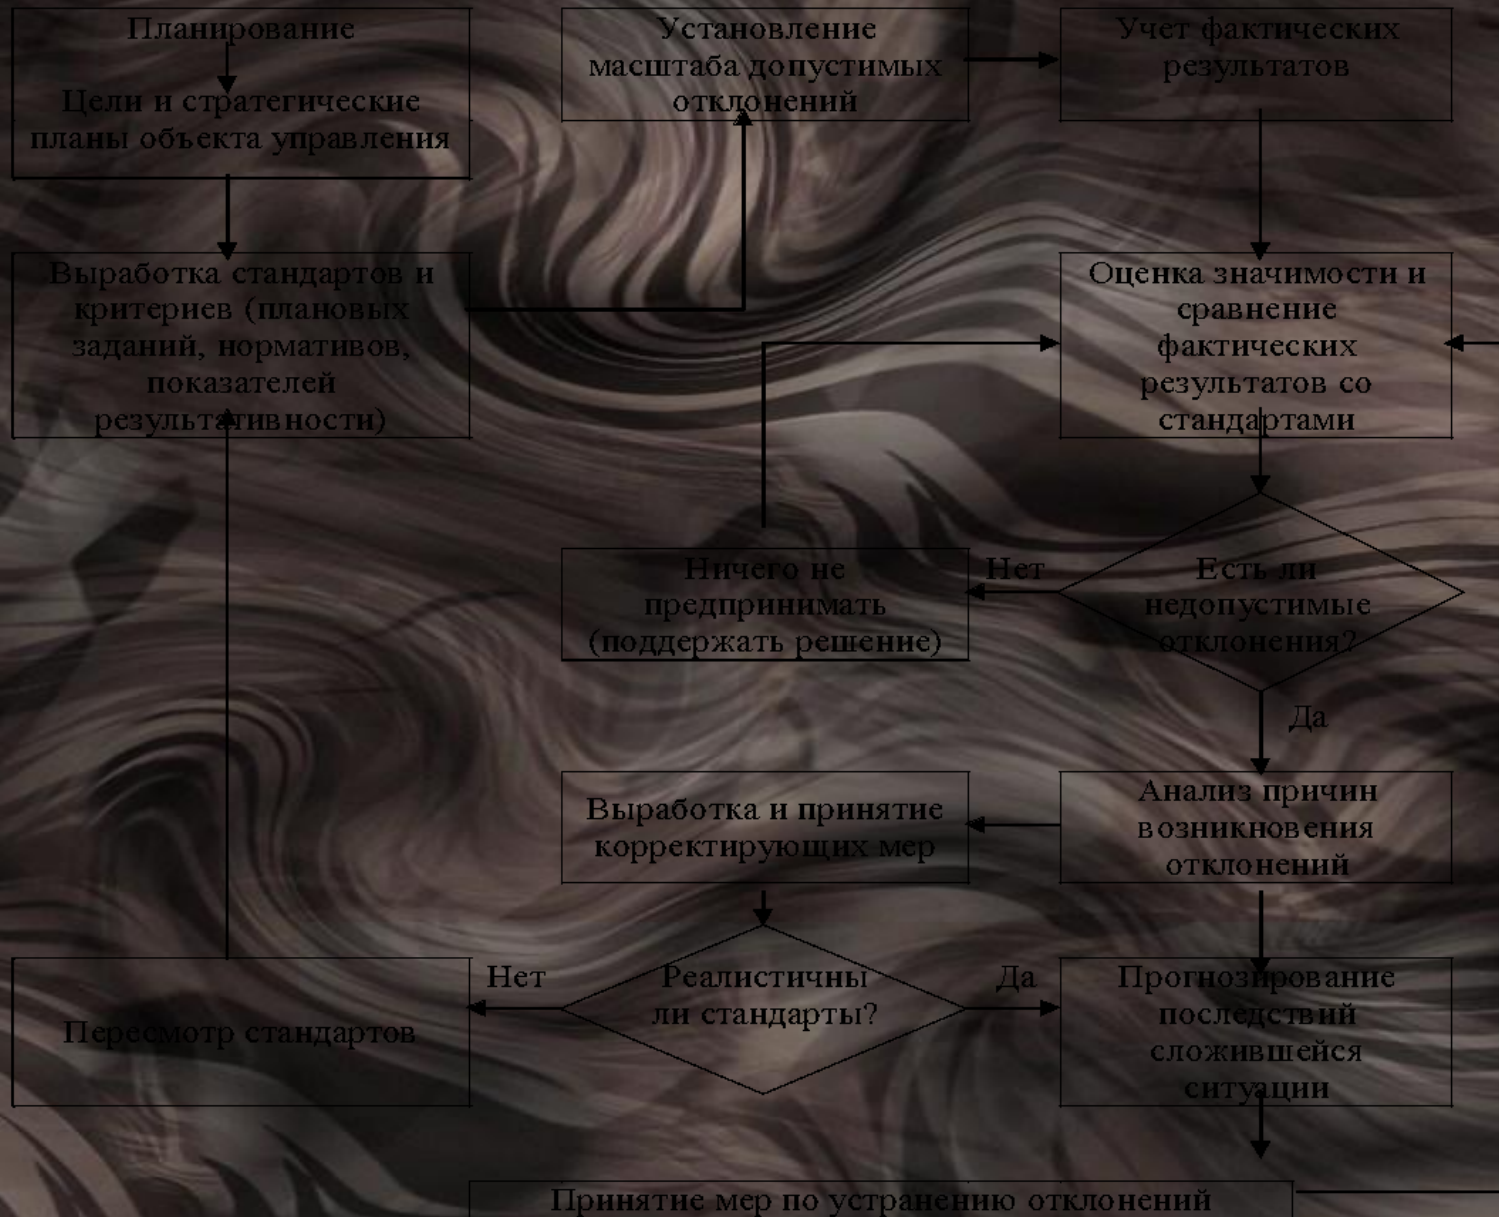 Планирование
Цели и стратегические
планы объекта управления
Установление
масштаба допустимых
отклонений
Учет фактических
результатов
Выработка стандартов и
критериев (плановых
заданий, нормативов,
показателей
результативности)
Оценка значимости и
сравнение
фактических
результатов со
стандартами
Ничего не
предпринимать
(поддержать решение)
Нет
Есть ли
недопустимые
отклонения?
Да
Выработка и принятие
корректирующих мер
Анализ причин
возникновения
отклонений
Пересмотр стандартов
Нет
Реалистичны
ли стандарты?
Да
Прогнозирование
последствий
сложившейся
ситуации
Принятие мер по устранению отклонений